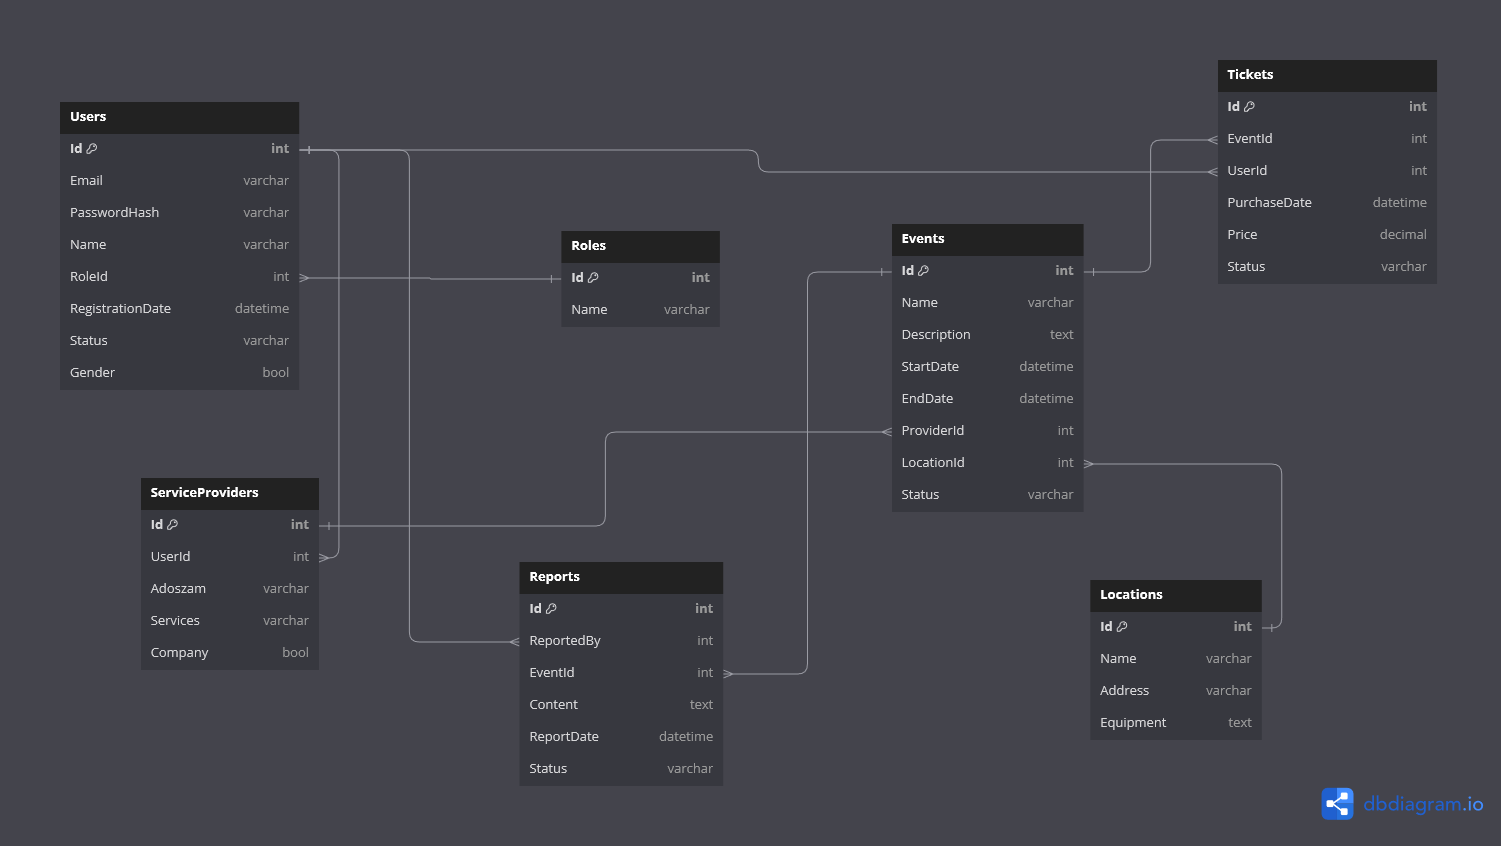 Users
Id int
Email varchar
PasswordHash varchar
Name varchar
RoleId int
RegistrationDate datetime
Status varchar
Gender bool
Roles
Id int
Name varchar
Tickets
Id int
EventId int
UserId int
PurchaseDate datetime
Price decimal
Status varchar
Events
Id int
Name varchar
Description text
StartDate datetime
EndDate datetime
ProviderId int
LocationId int
Status varchar
ServiceProviders
Id int
UserId int
Adoszam varchar
Services varchar
Company bool
Reports
Id int
ReportedBy int
EventId int
Content text
ReportDate datetime
Status varchar
Locations
Id int
Name varchar
Address varchar
Equipment text
dbdiagram.io